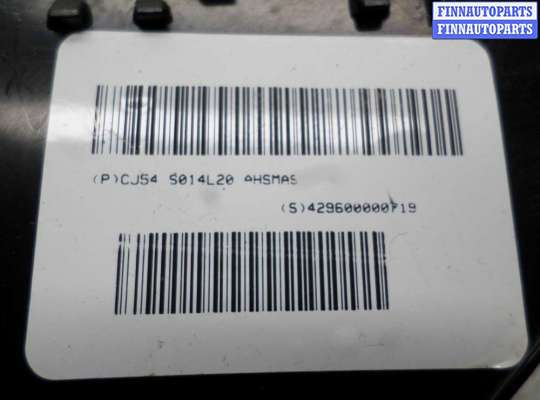 FINNAUTOPARTS
FINNAUTOPARTS
(P)CJ54 S014L20 AHSMAS
(S)429600000719